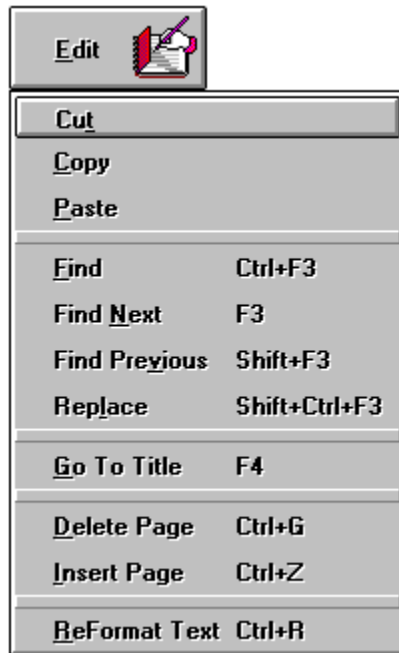 Edit
Cut
Copy
Paste
Find Ctrl+F3
Find Next F3
Find Previous Shift+F3
Replace Shift+Ctrl+F3
Go To Title F4
Delete Page Ctrl+G
Insert Page Ctrl+Z
ReFormat Text Ctrl+R